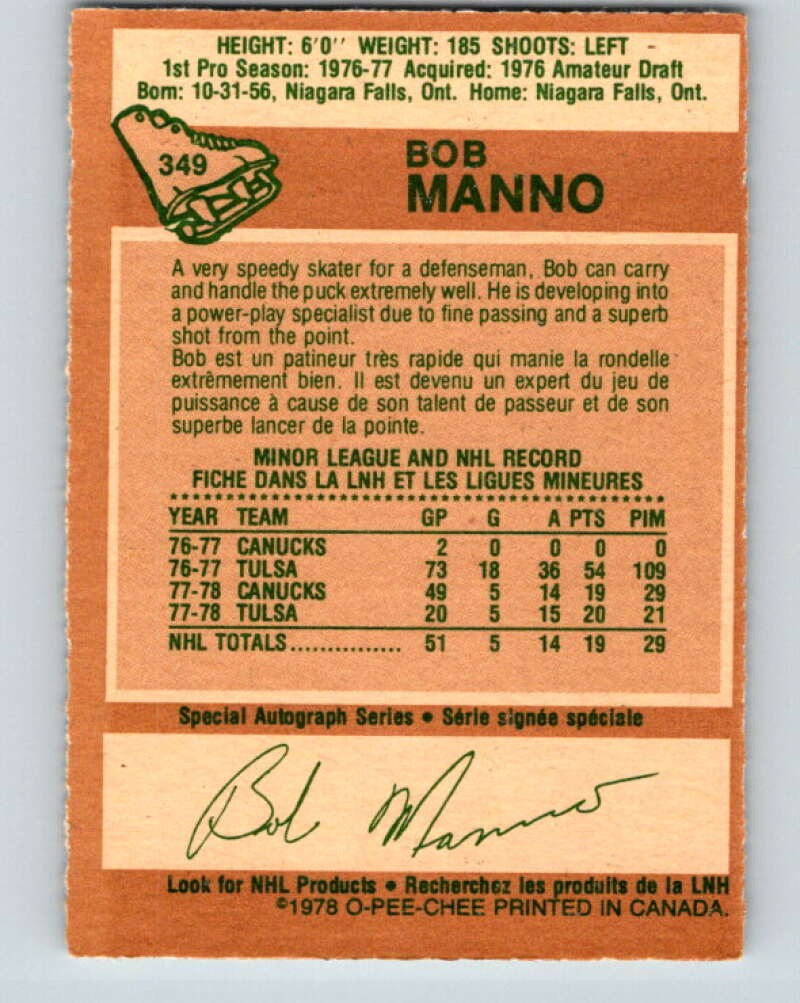 HEIGHT: 6'0'' WEIGHT: 185 SHOOTS: LEFT -
1st Pro Season: 1976-77 Acquired: 1976 Amateur Draft
Born: 10-31-56, Niagara Falls, Ont. Home: Niagara Falls, Ont.
349
BOB
MANNO
A very speedy skater for a defenseman, Bob can carry
and handle the puck extremely well. He is developing into
a power-play specialist due to fine passing and a superb
shot from the point.
Bob est un patineur très rapide qui manie la rondelle
extrêmement bien. Il est devenu un expert du jeu de
puissance à cause de son talent de passeur et de son
superbe lancer de la pointe.
MINOR LEAGUE AND NHL RECORD
FICHE DANS LA LNH ET LES LIGUES MINEURES
YEAR TEAM GP G A PTS PIM
76-77 CANUCKS 2 0 0 0 0
76-77 TULSA 73 18 36 54 109
77-78 CANUCKS 49 5 14 19 29
77-78 TULSA 20 5 15 20 21
NHL TOTALS............... 51 5 14 19 29
Special Autograph Series • Série signée spéciale
Bob Manno
Look for NHL Products • Recherchez les produits de la LNH
©1978 O-PEE-CHEE PRINTED IN CANADA.